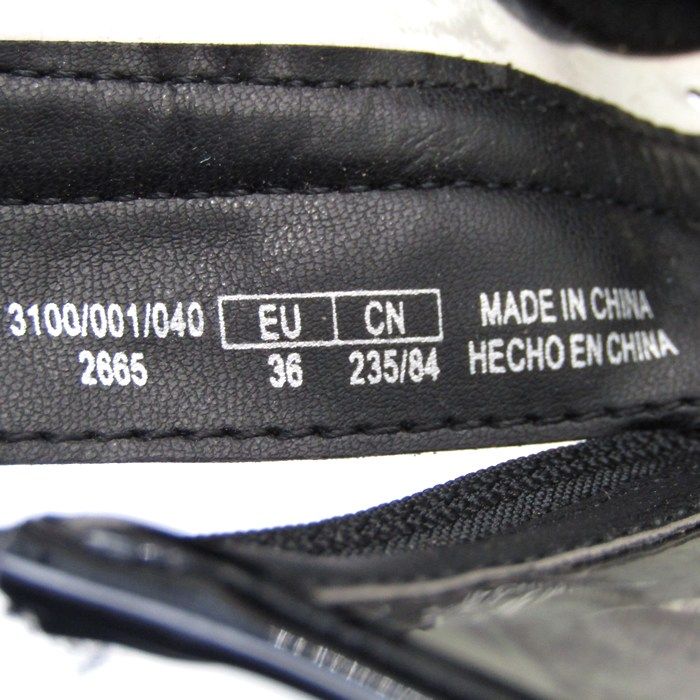 3100/001/040 EU CN MADE IN CHINA
2665 36 235/84 HECHO EN CHINA